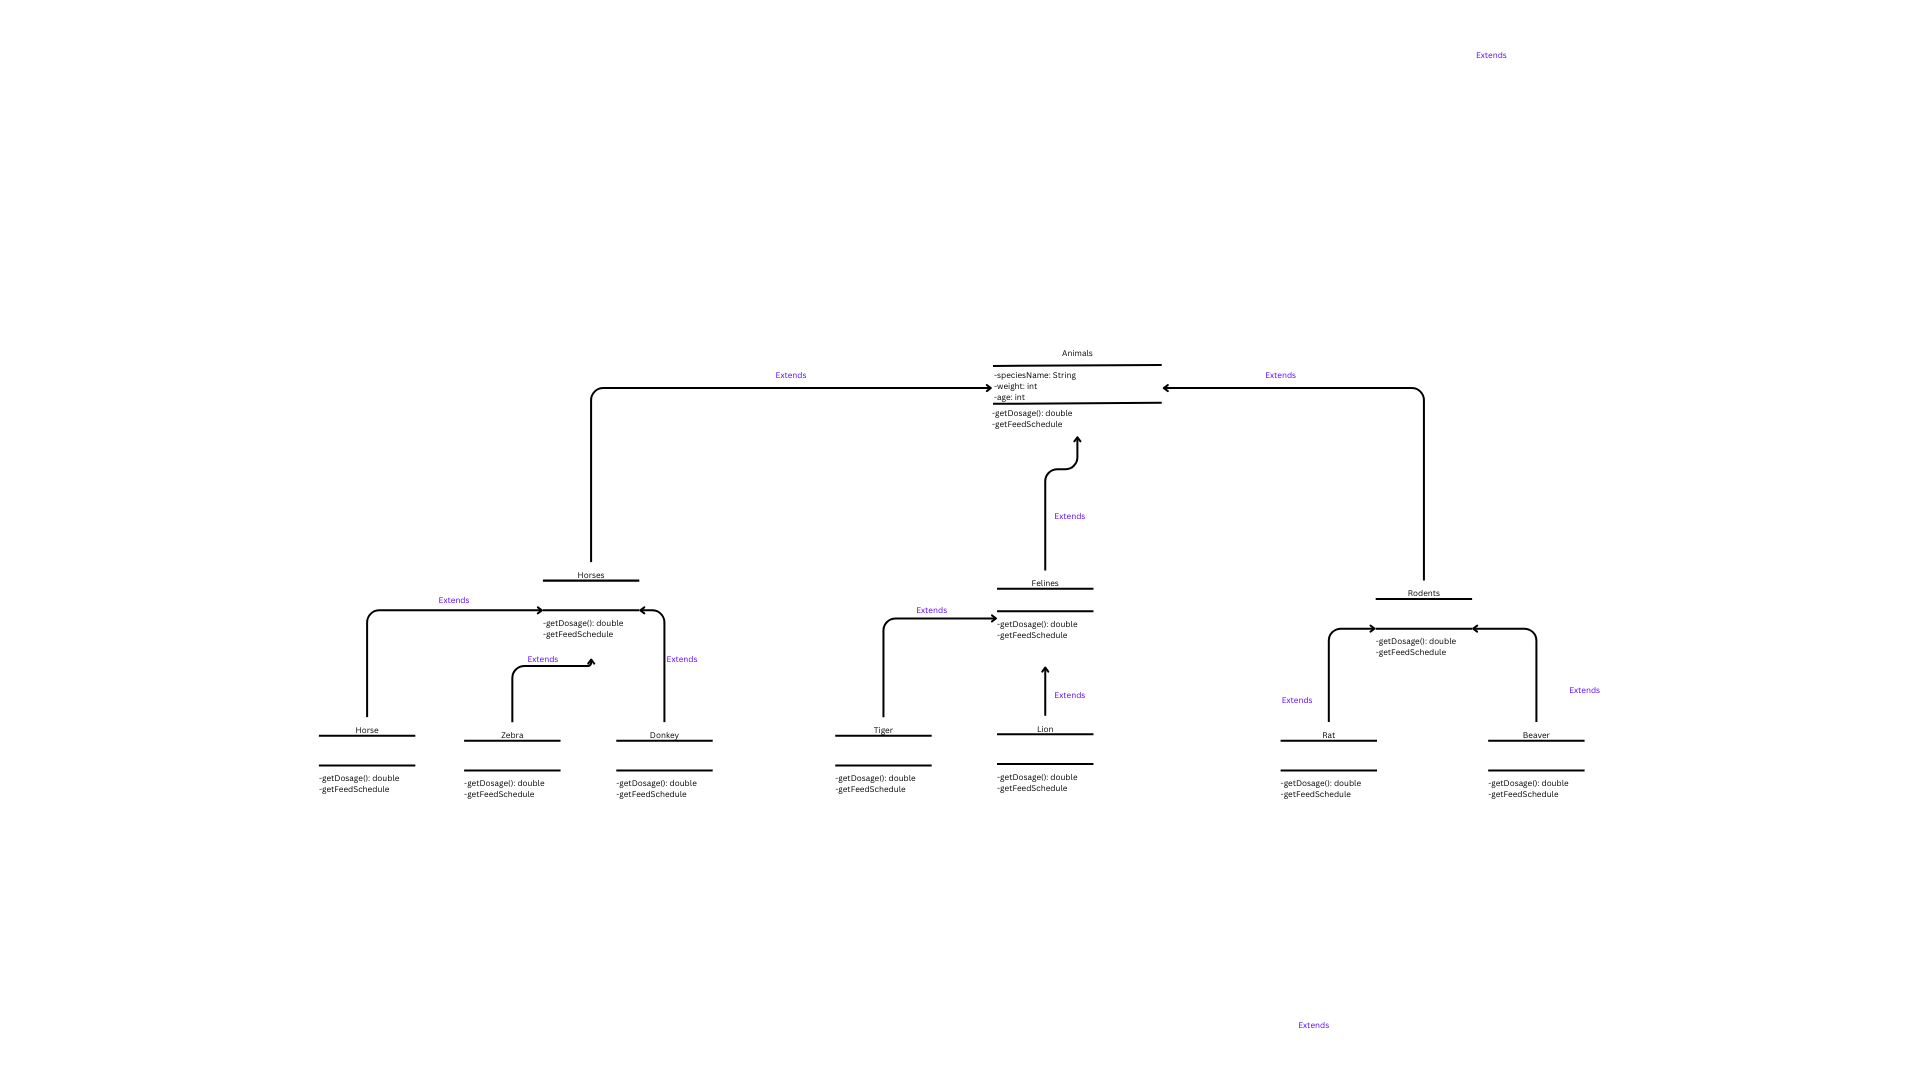 Extends
Animals
Extends
-speciesName: String
-weight: int
-age: int
Extends
-getDosage(): double
-getFeedSchedule
Extends
Horses
Felines
Rodents
Extends
Extends
-getDosage(): double
-getFeedSchedule
-getDosage(): double
-getFeedSchedule
-getDosage(): double
-getFeedSchedule
Extends
Extends
Extends
Extends
Extends
Horse
Zebra
Donkey
Tiger
Lion
Rat
Beaver
-getDosage(): double
-getFeedSchedule
-getDosage(): double
-getFeedSchedule
-getDosage(): double
-getFeedSchedule
-getDosage(): double
-getFeedSchedule
-getDosage(): double
-getFeedSchedule
-getDosage(): double
-getFeedSchedule
-getDosage(): double
-getFeedSchedule
Extends